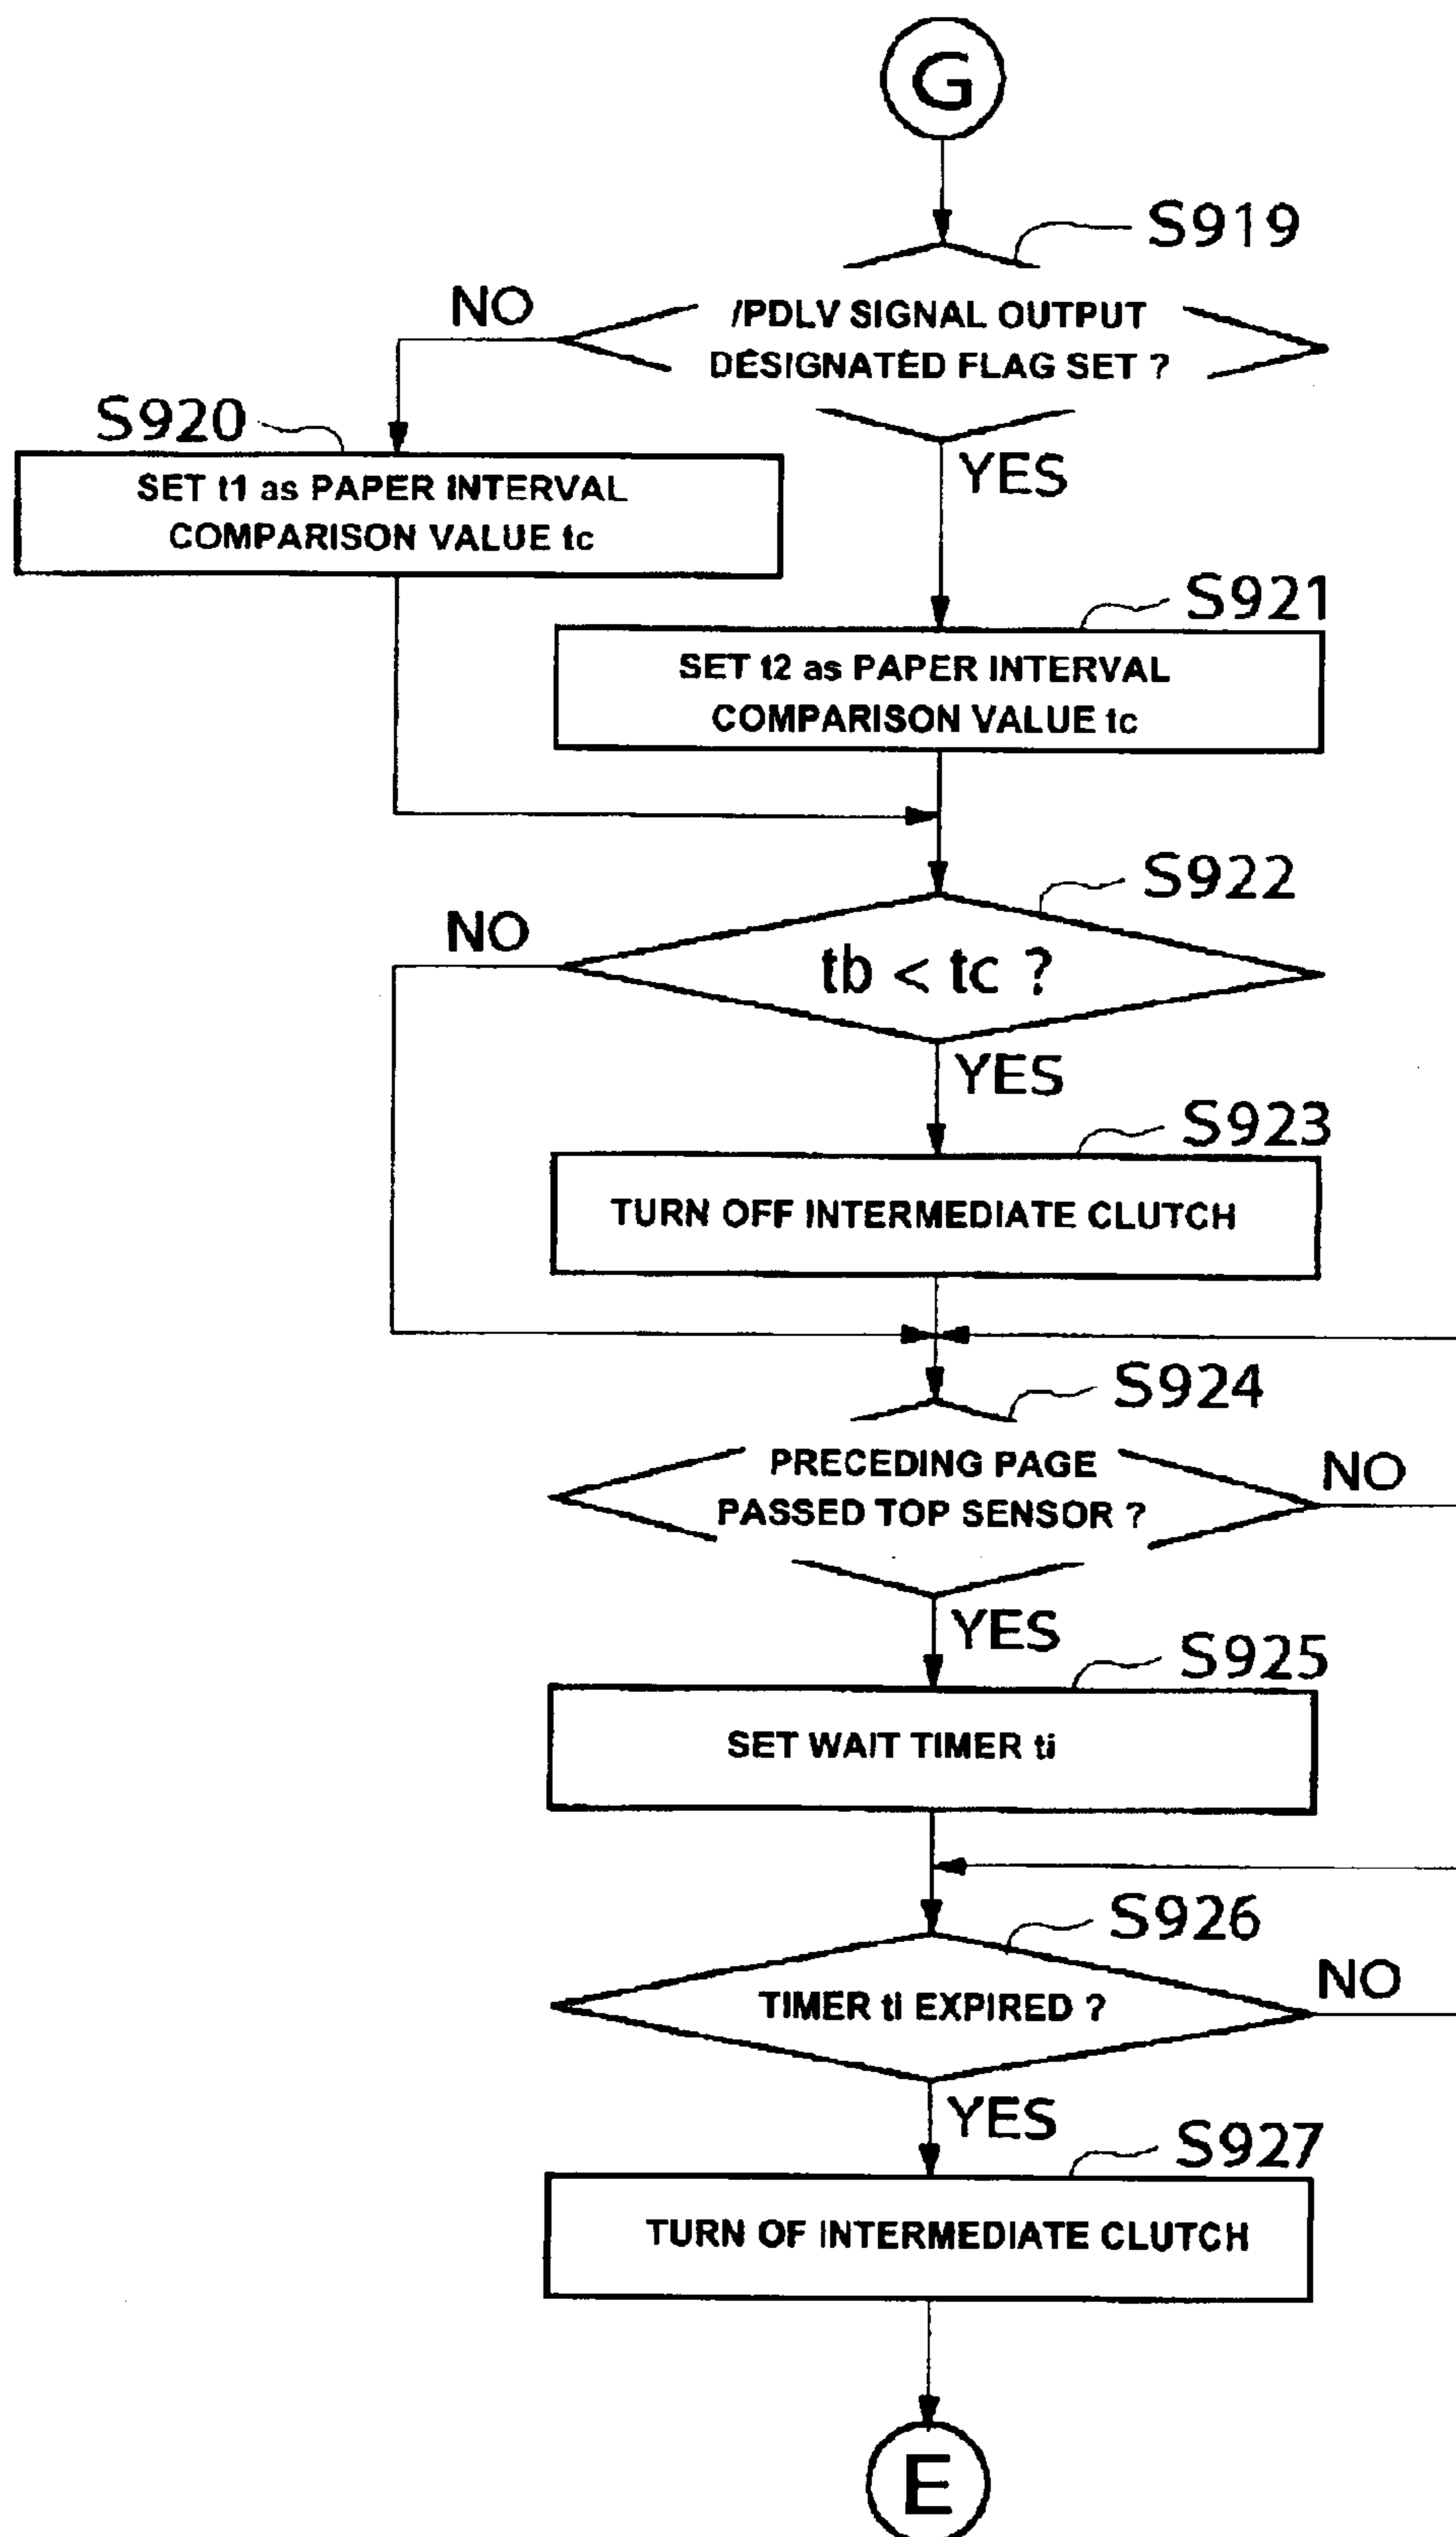 G
S919
NO
/PDLV SIGNAL OUTPUT
DESIGNATED FLAG SET ?
S920
YES
SET t1 as PAPER INTERVAL
COMPARISON VALUE tc
S921
SET t2 as PAPER INTERVAL
COMPARISON VALUE tc
S922
NO
tb < tc ?
YES
S923
TURN OFF INTERMEDIATE CLUTCH
S924
PRECEDING PAGE
PASSED TOP SENSOR ?
NO
YES
S925
SET WAIT TIMER ti
S926
NO
TIMER ti EXPIRED ?
YES
S927
TURN OF INTERMEDIATE CLUTCH
E